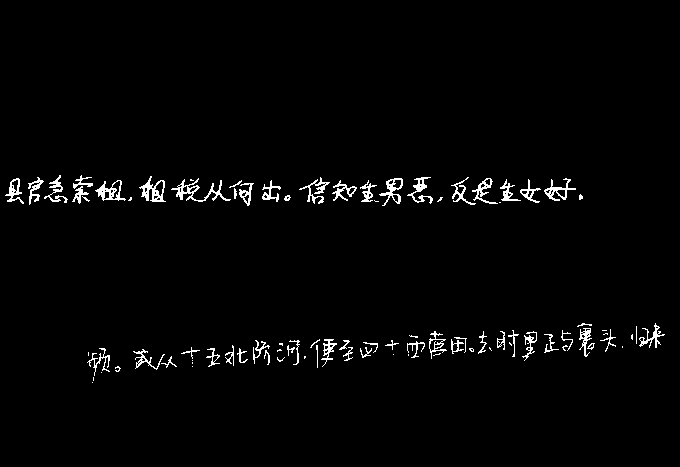 县官急索租,租税从何出。信知生男恶,反是生女好.
频。或从十五北防河,便至四十西营田。去时里正与裹头,归来